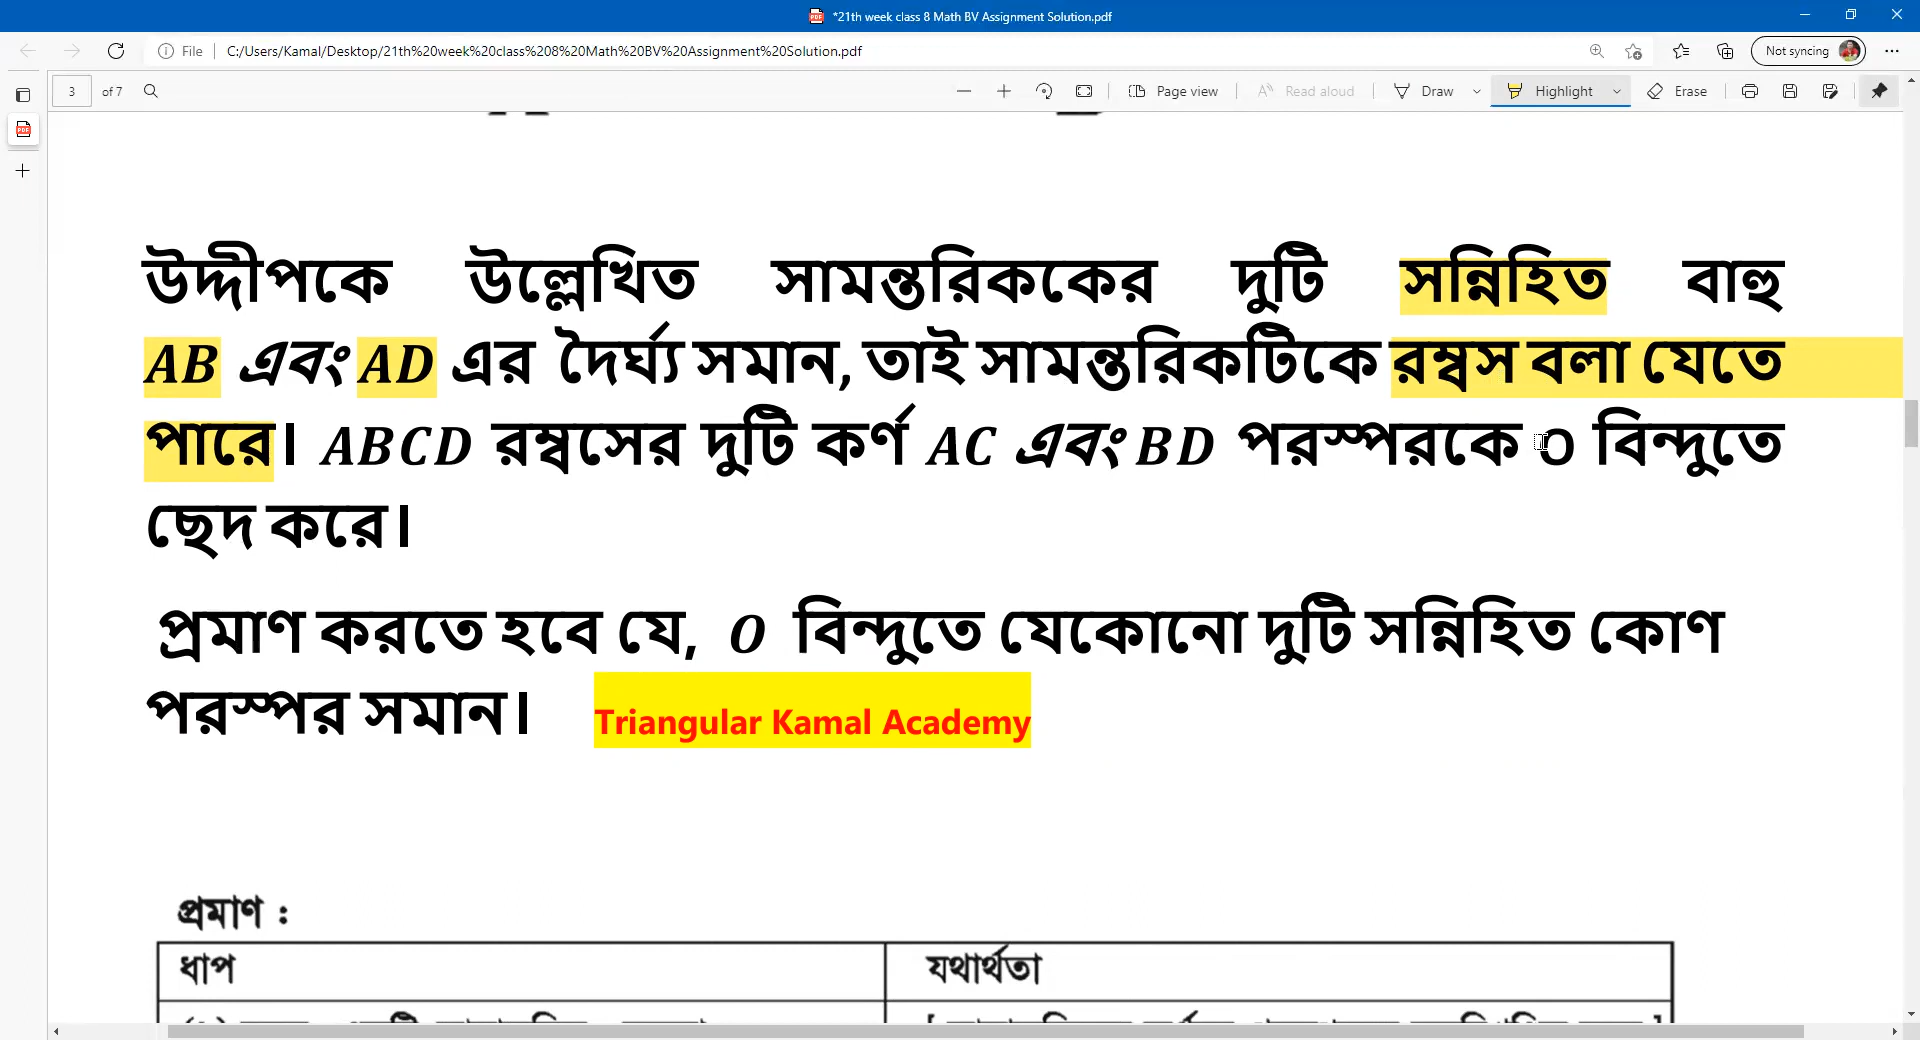 *21th week class 8 Math BV Assignment Solution.pdf
File C:/Users/Kamal/Desktop/21th%20week%20class%208%20Math%20BV%20Assignment%20Solution.pdf Not syncing
3 of 7 Page view Read aloud Draw Highlight Erase
উদ্দীপকে উল্লেখিত সামন্তরিককের দুটি সন্নিহিত বাহু
AB এবং AD এর দৈর্ঘ্য সমান, তাই সামন্তরিকটিকে রম্বস বলা যেতে
পারে। ABCD রম্বসের দুটি কর্ণ AC এবং BD পরস্পরকে O বিন্দুতে
ছেদ করে।
প্রমাণ করতে হবে যে, O বিন্দুতে যেকোনো দুটি সন্নিহিত কোণ
পরস্পর সমান। Triangular Kamal Academy
প্রমাণ :
ধাপ যথার্থতা